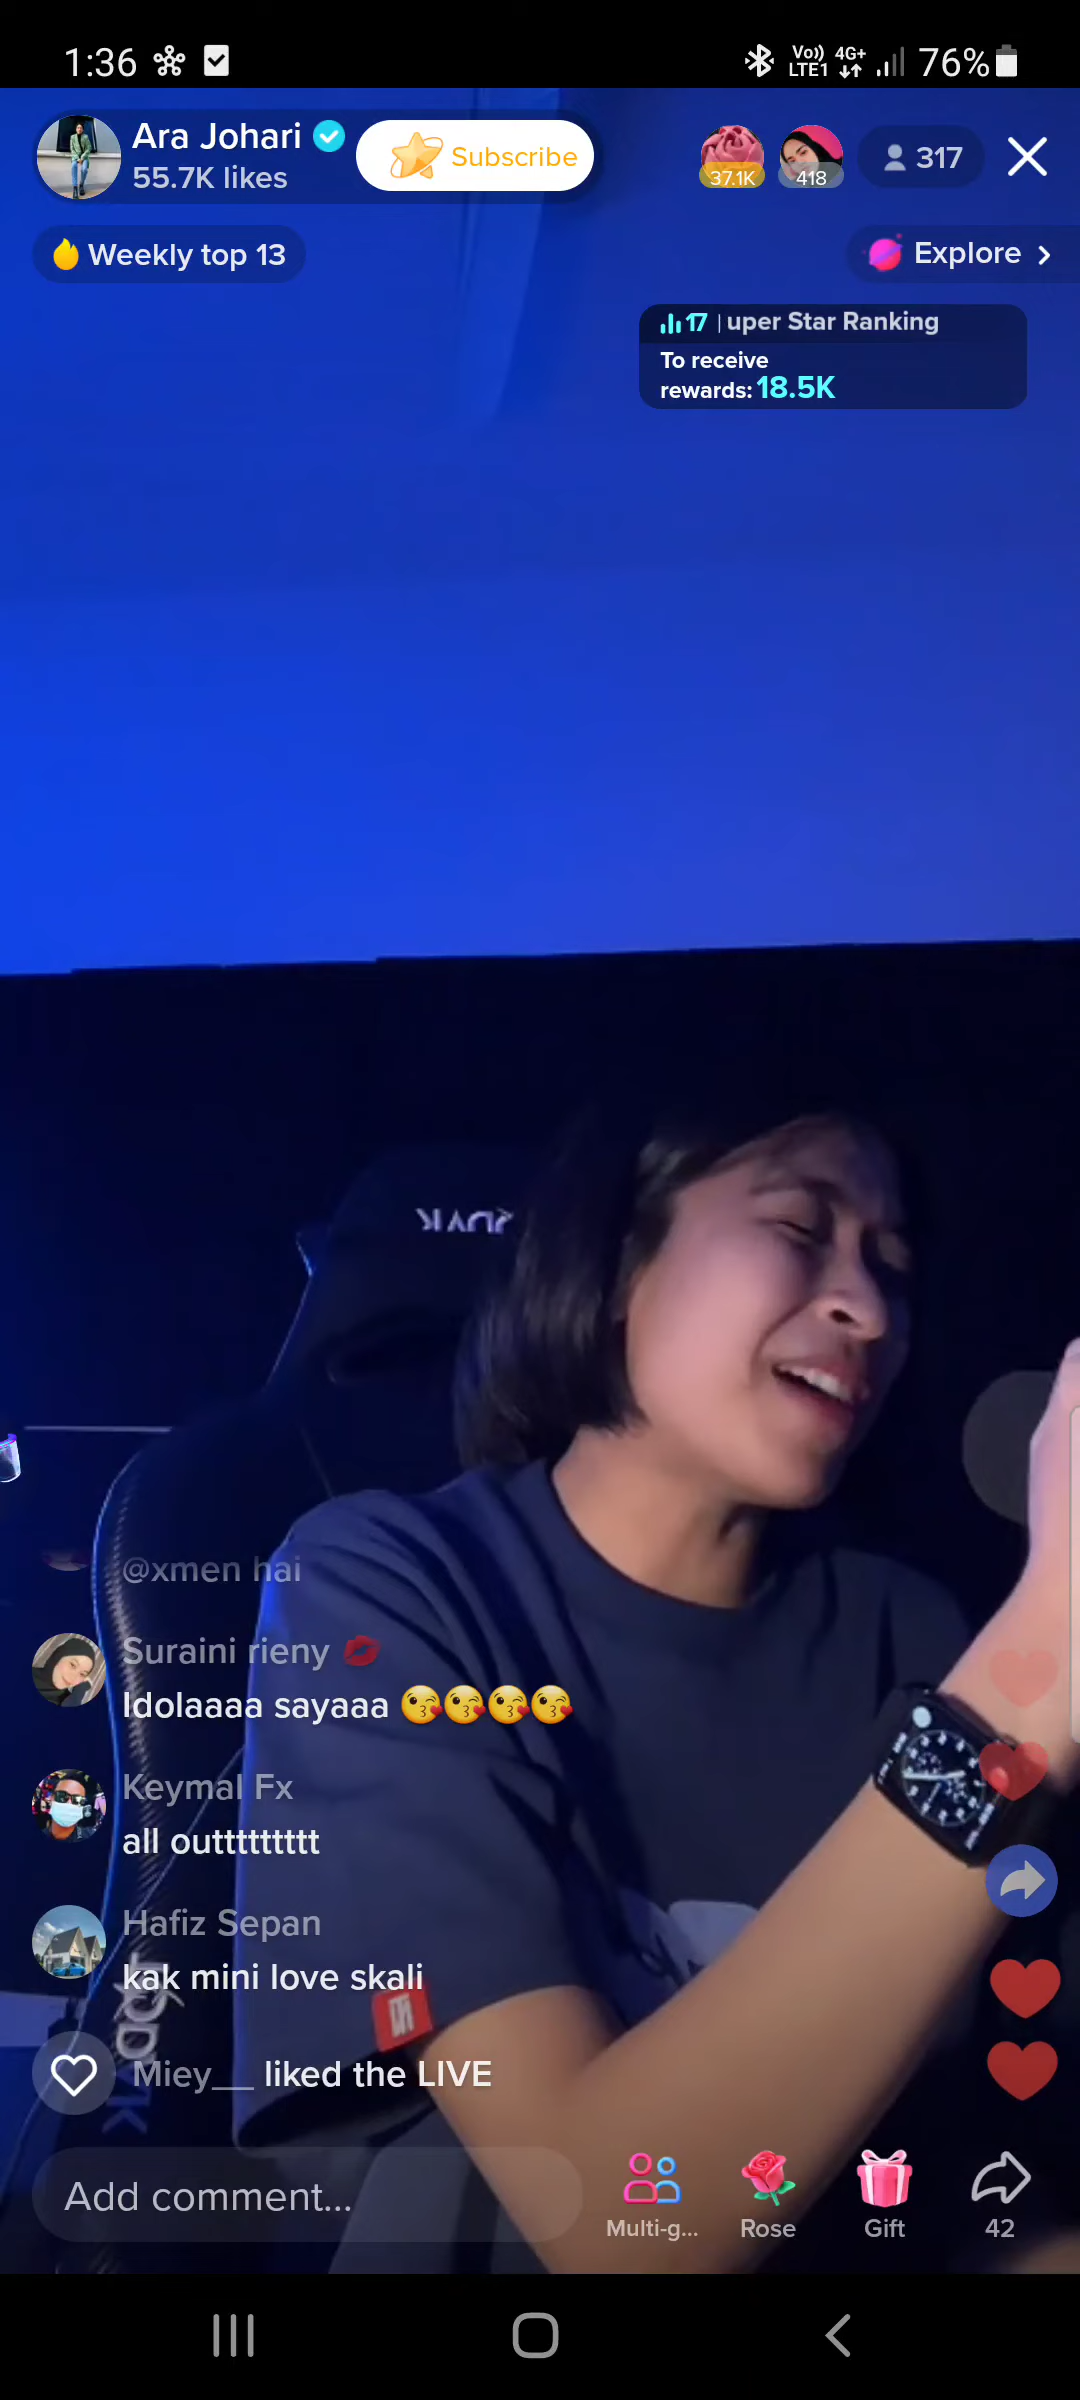 1:36
Vo)) LTE1 4G+ 76%
Ara Johari
55.7K likes
Subscribe
37.1K
418
317
Weekly top 13
Explore >
17 | uper Star Ranking
To receive
rewards: 18.5K
@xmen hai
Suraini rieny 💋
Idolaaaa sayaaa 😘😘😘😘
Keymal Fx
all outttttttt
Hafiz Sepan
kak mini love skali
Miey__ liked the LIVE
Add comment...
Multi-g...
Rose
Gift
42